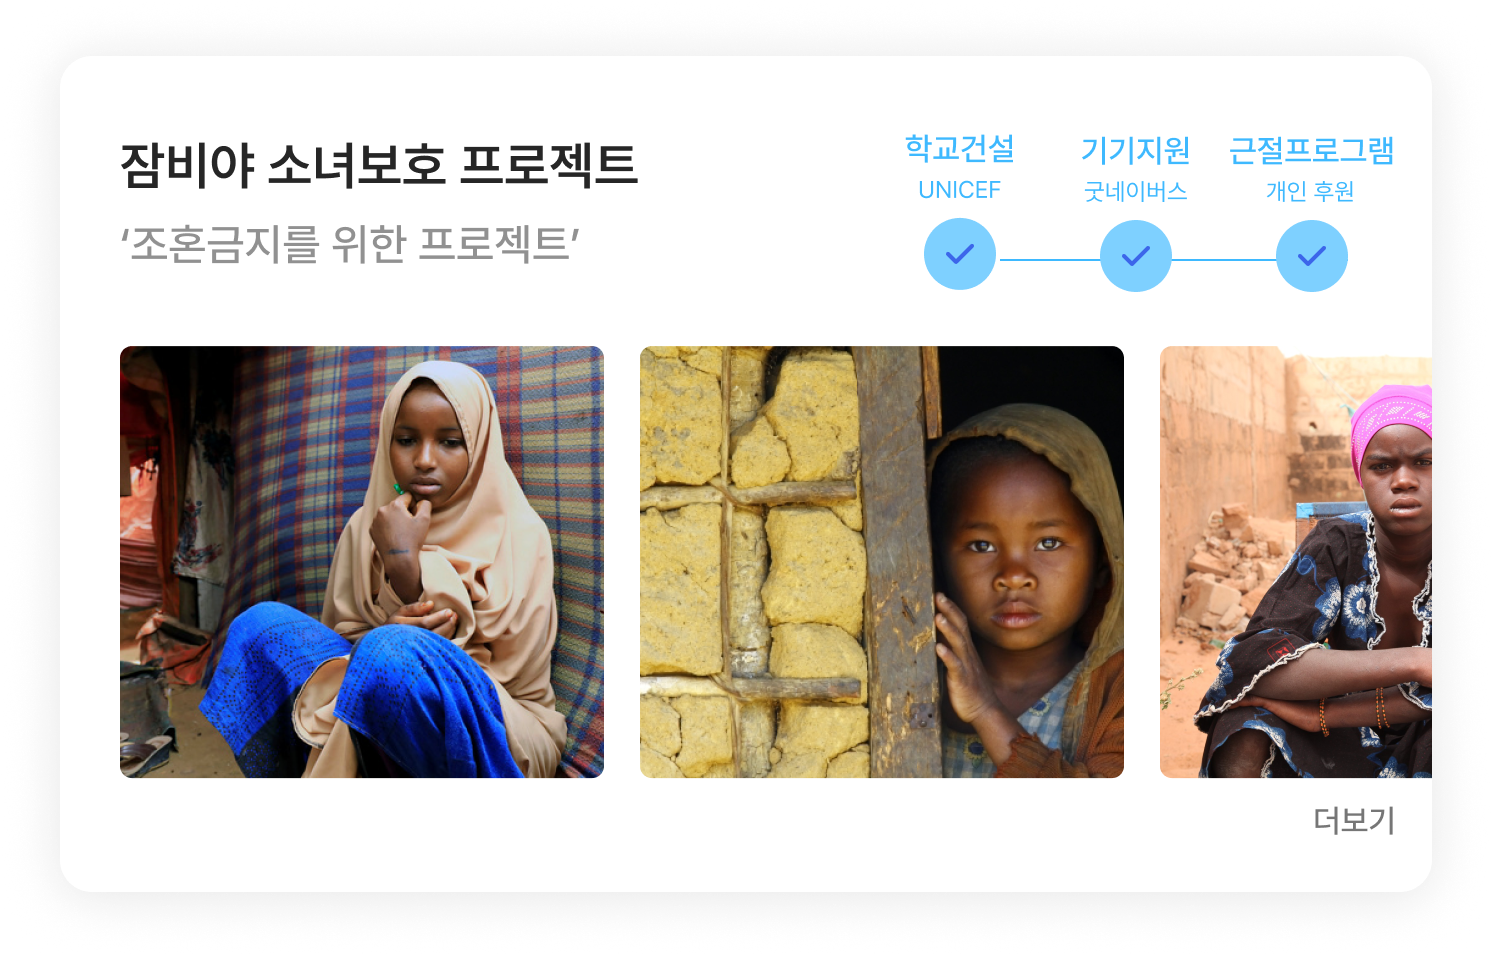 잠비야 소녀보호 프로젝트
‘조혼금지를 위한 프로젝트’
학교건설
UNICEF
기기지원
굿네이버스
근절프로그램
개인 후원
더보기